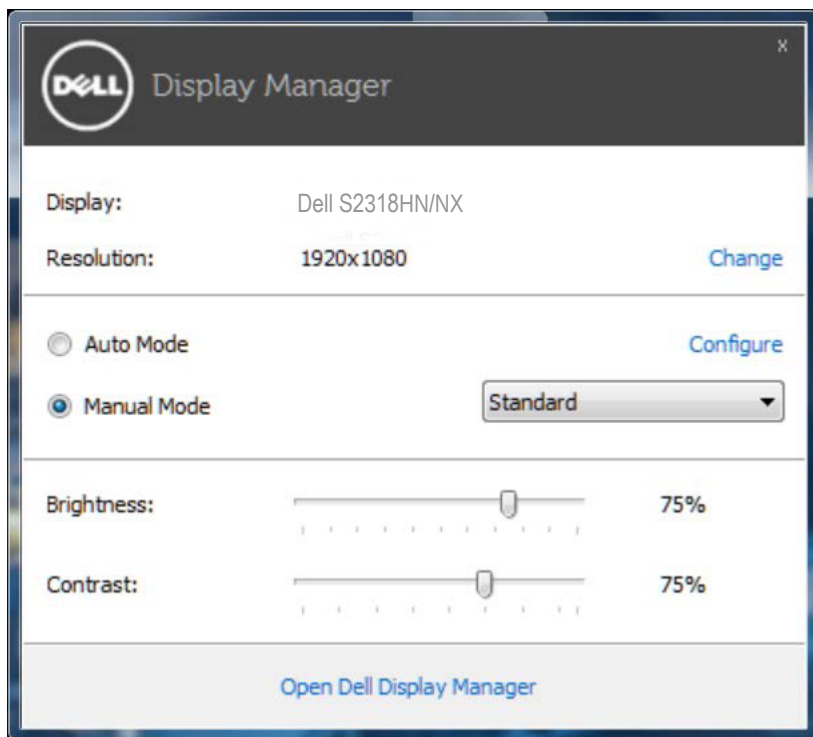 DELL Display Manager x
Display: Dell S2318HN/NX
Resolution: 1920x1080 Change
Auto Mode Configure
Manual Mode Standard
Brightness: 75%
Contrast: 75%
Open Dell Display Manager